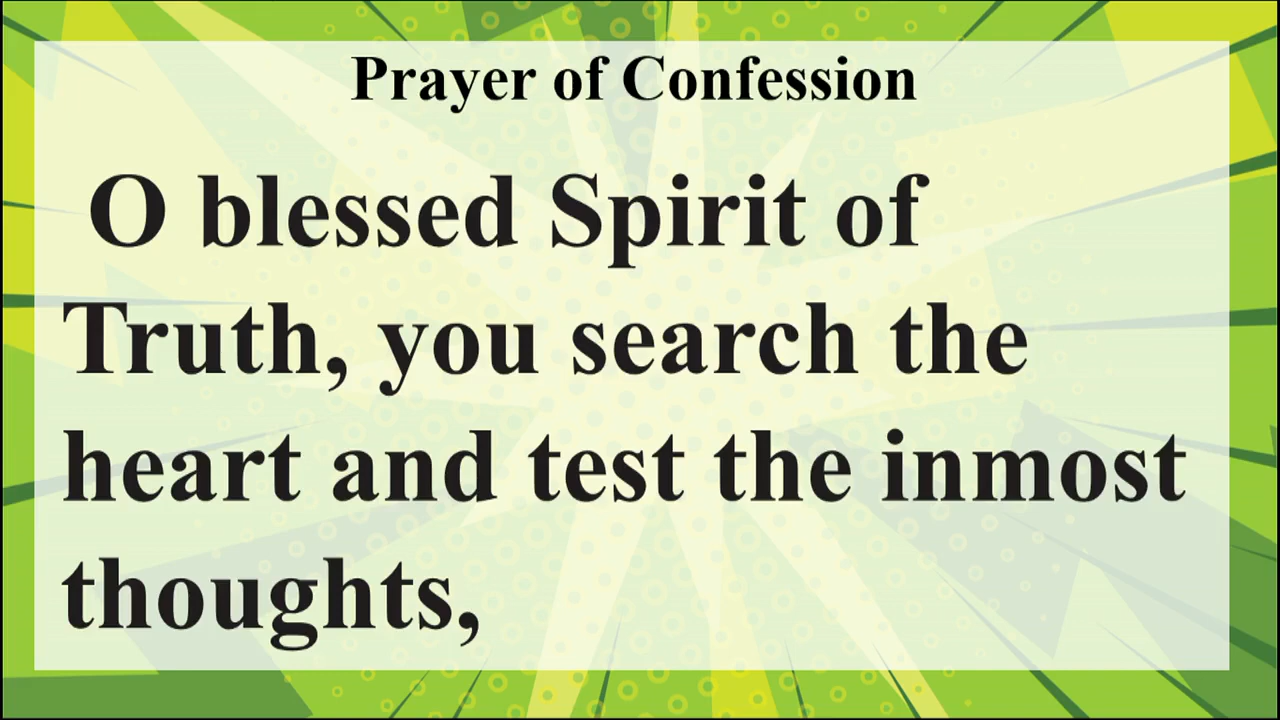 Prayer of Confession
O blessed Spirit of
Truth, you search the
heart and test the inmost
thoughts,